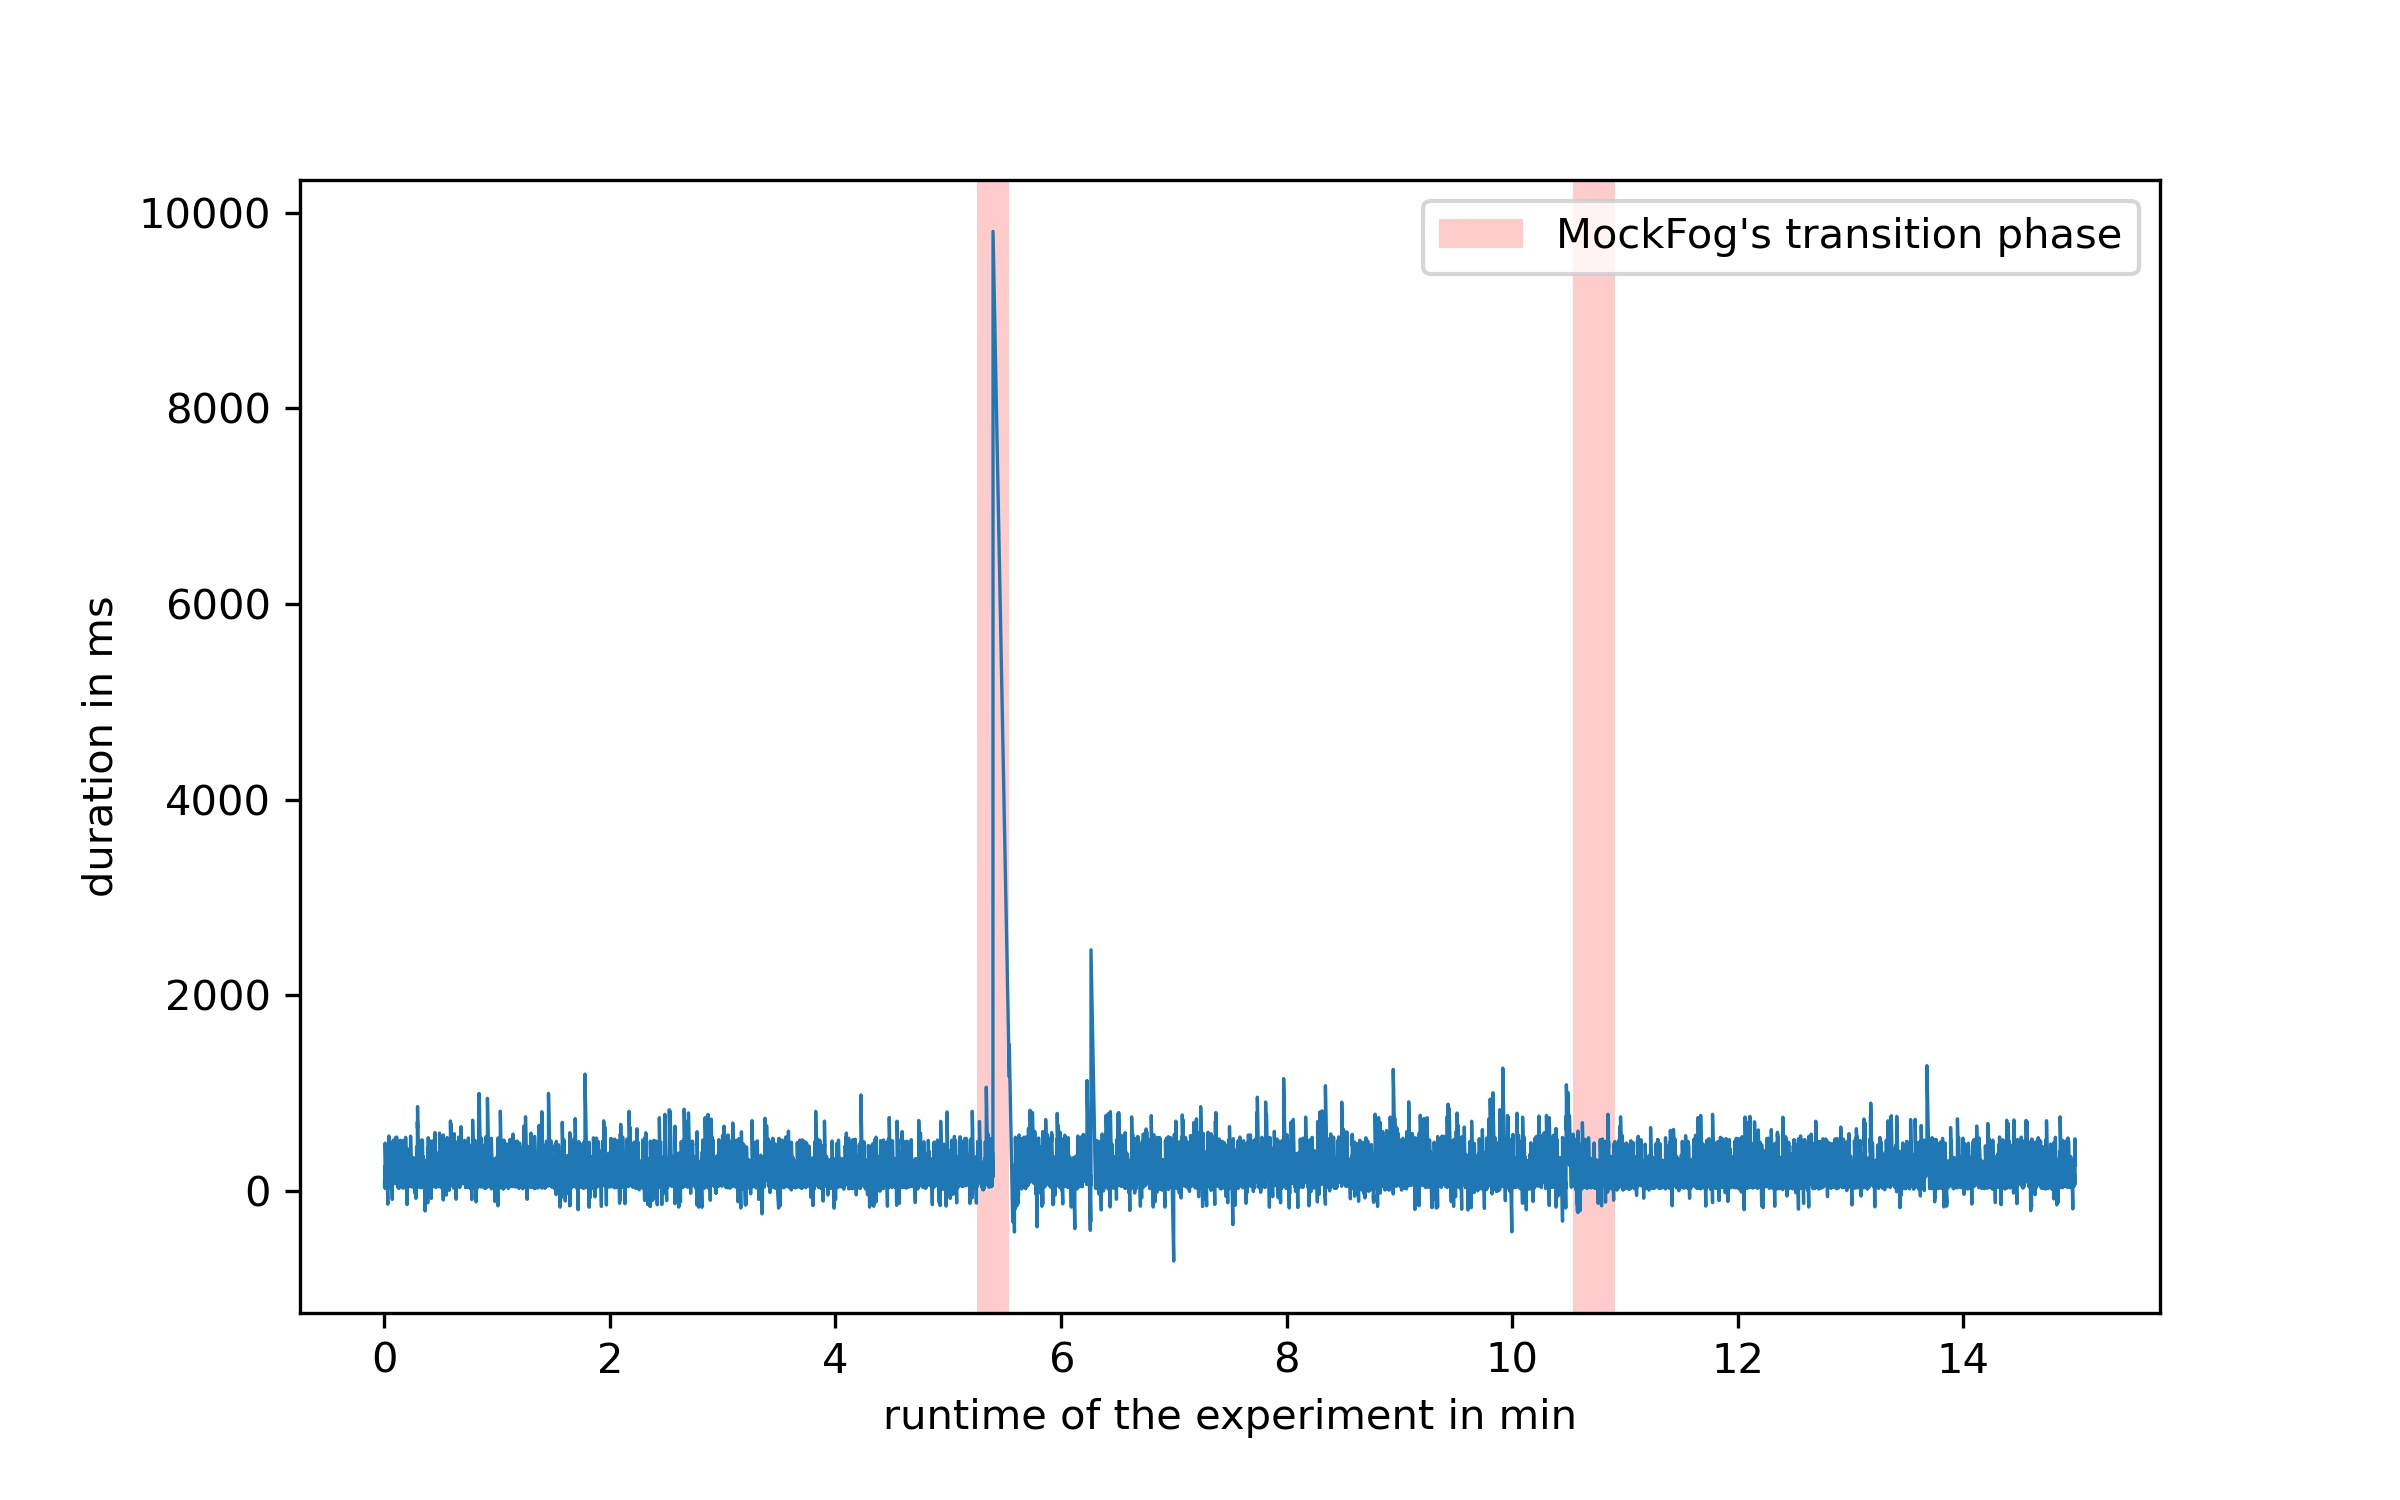 MockFog's transition phase
10000
8000
6000
4000
2000
0
duration in ms
0 2 4 6 8 10 12 14
runtime of the experiment in min